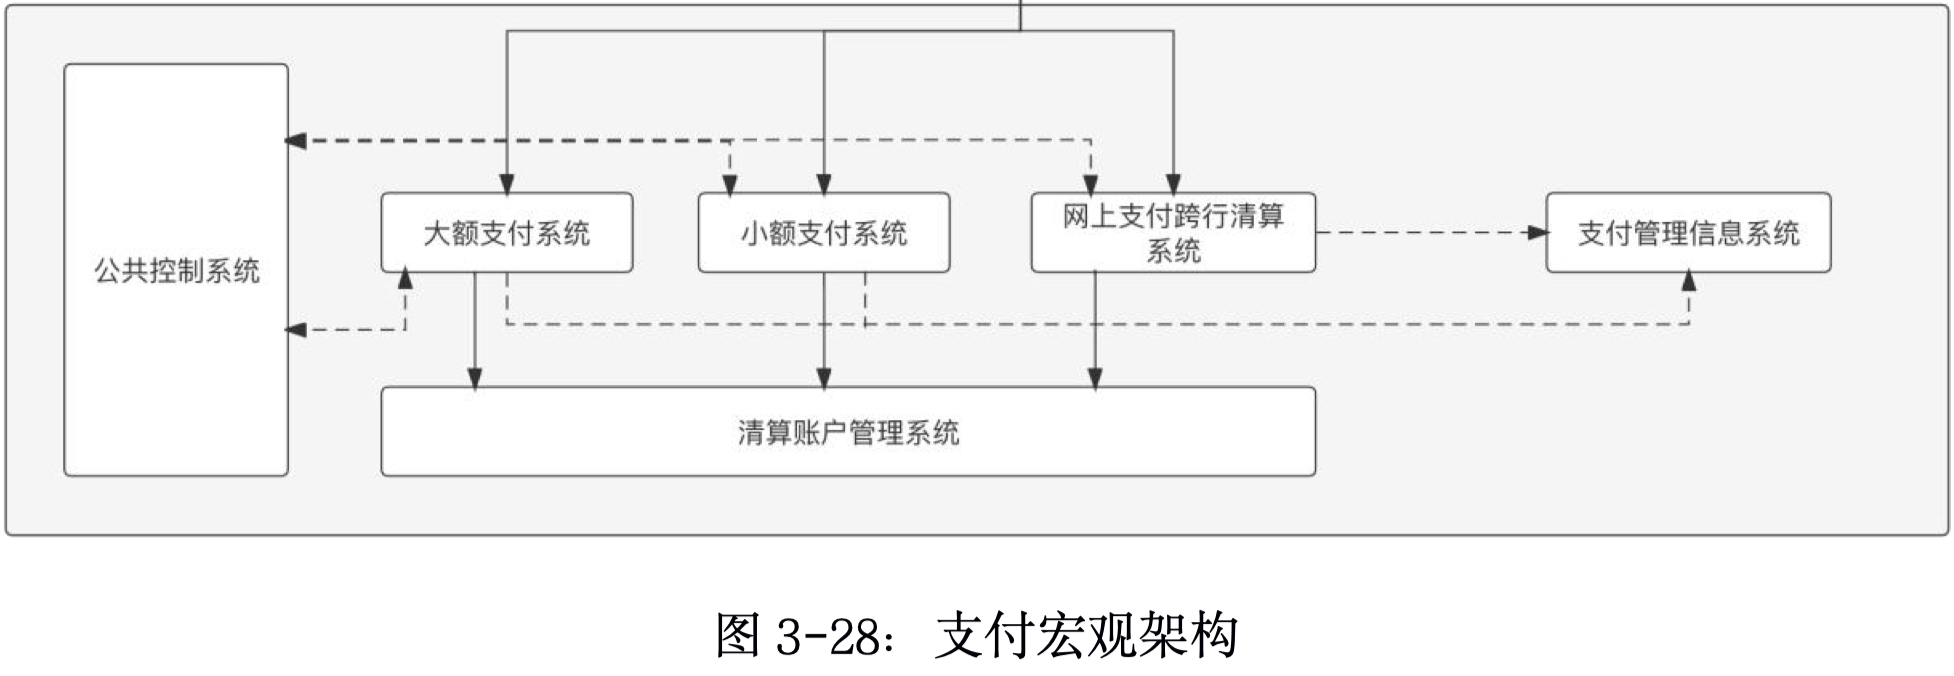 公共控制系统
大额支付系统
小额支付系统
网上支付跨行清算
系统
支付管理信息系统
清算账户管理系统
图 3-28：支付宏观架构